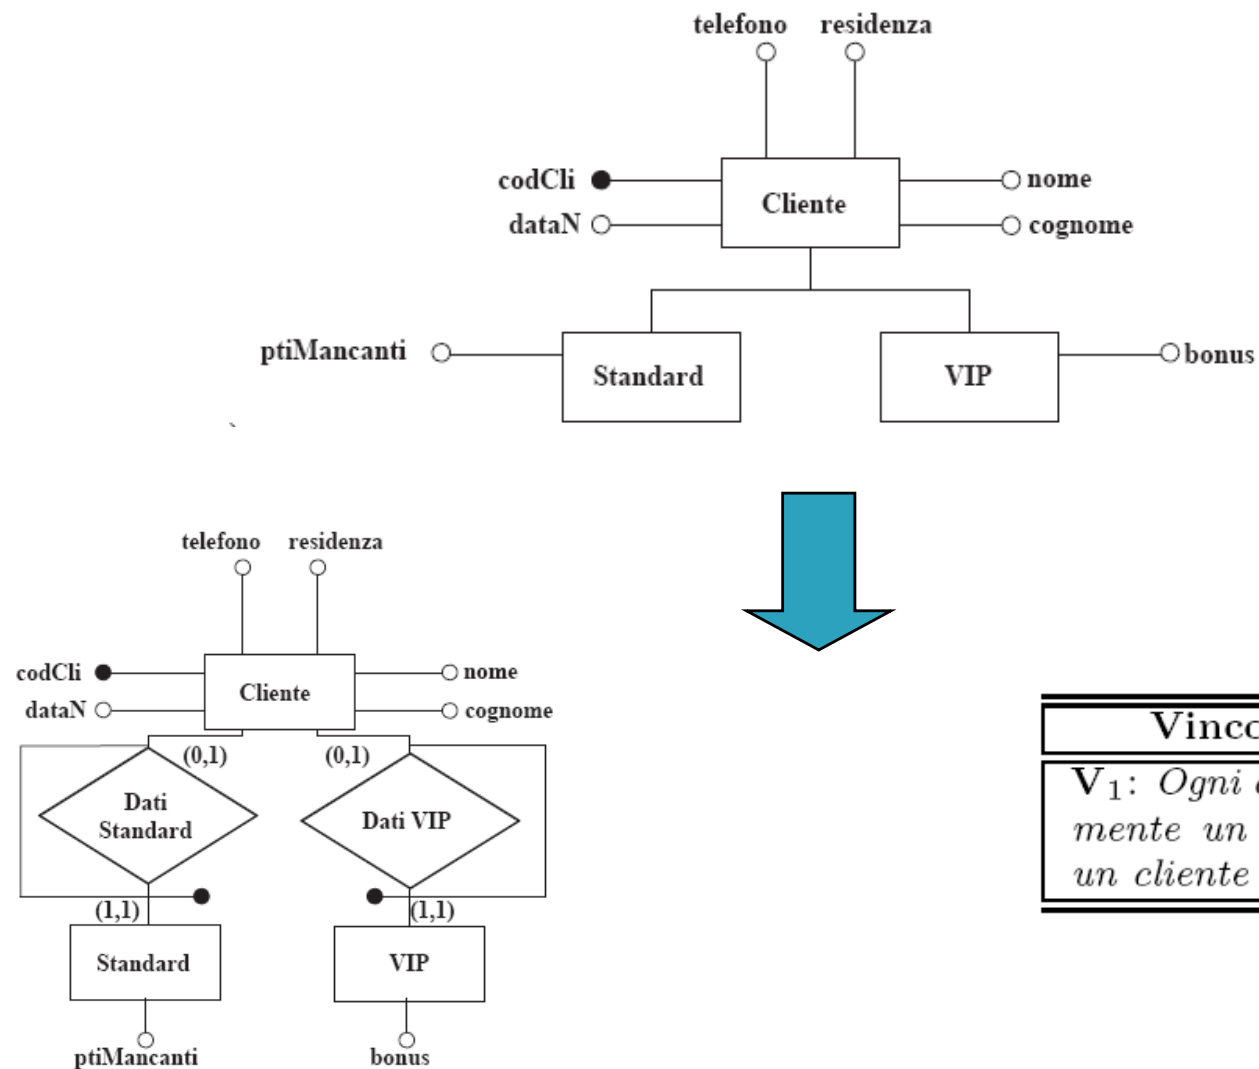 telefono residenza
codCli
Cliente
nome
dataN
cognome
ptiMancanti
Standard
VIP
bonus
telefono residenza
codCli
Cliente
nome
dataN
cognome
(0,1) (0,1)
Dati
Standard
Dati VIP
(1,1) (1,1)
Standard
VIP
ptiMancanti
bonus
V₁: Ogni
mente un
un cliente